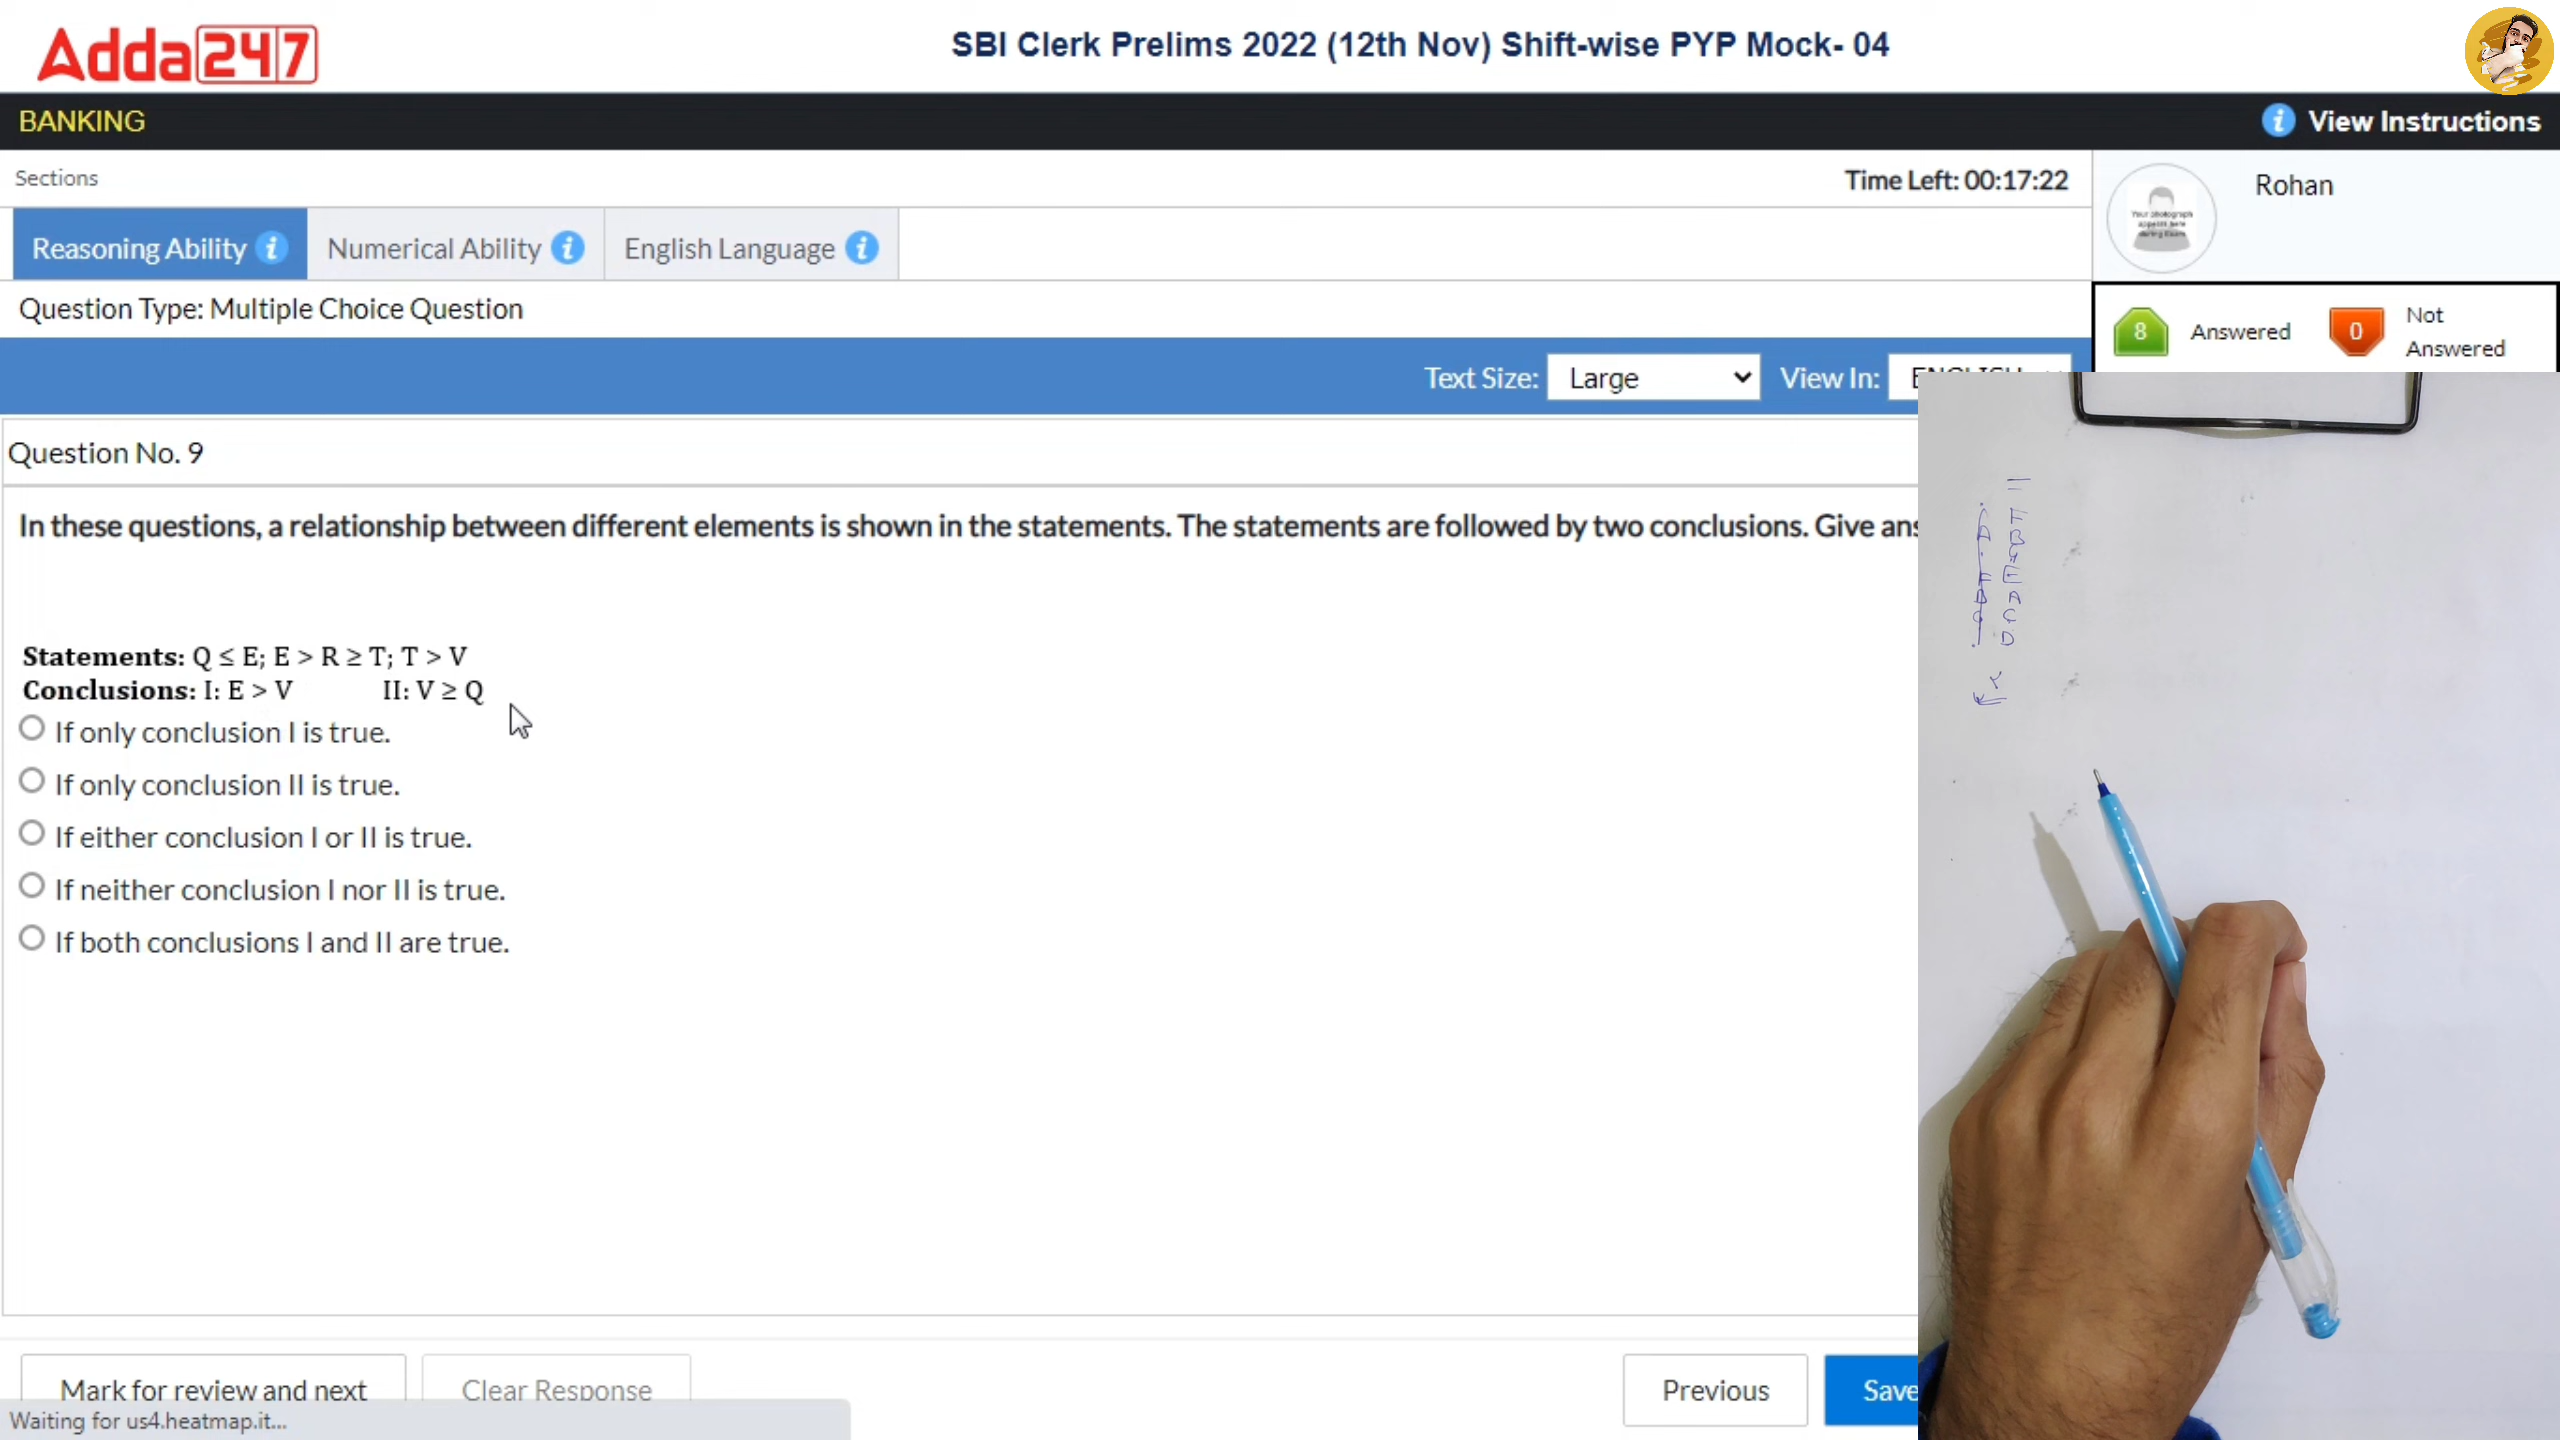 Adda247
SBI Clerk Prelims 2022 (12th Nov) Shift-wise PYP Mock- 04
BANKING
View Instructions
Sections
Time Left: 00:17:22
Rohan
Reasoning Ability
Numerical Ability
English Language
Question Type: Multiple Choice Question
8 Answered
0 Not Answered
Text Size: Large
View In:
Question No. 9
In these questions, a relationship between different elements is shown in the statements. The statements are followed by two conclusions. Give
Statements: Q ≤ E; E > R ≥ T; T > V
Conclusions: I: E > V II: V ≥ Q
If only conclusion I is true.
If only conclusion II is true.
If either conclusion I or II is true.
If neither conclusion I nor II is true.
If both conclusions I and II are true.
Mark for review and next
Clear Response
Previous
Save
Waiting for us4.heatmap.it...